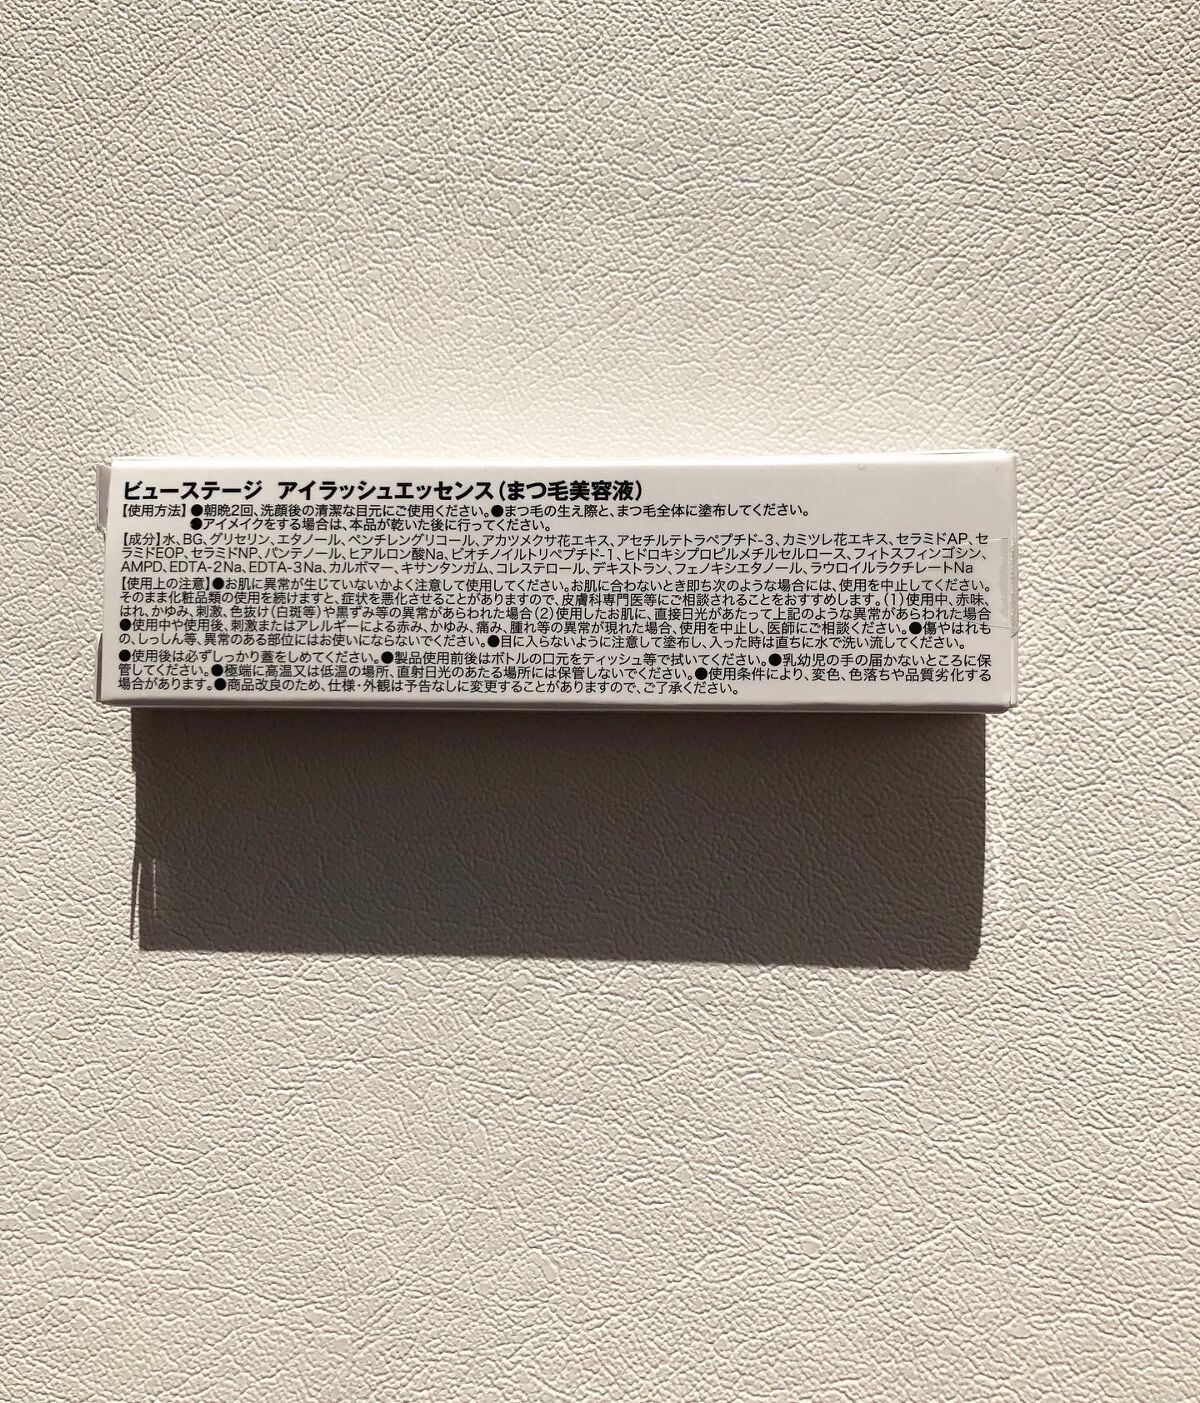 ビューステージ アイラッシュエッセンス(まつ毛美容液)
【使用方法】●朝晩2回、洗顔後の清潔な目元にご使用ください。●まつ毛の生え際と、まつ毛全体に塗布してください。
●アイメイクをする場合は、本品が乾いた後に行ってください。
【成分】水、BG、グリセリン、エタノール、ペンチレングリコール、アカツメクサ花エキス、アセチルテトラペプチド-3、カミツレ花エキス、セラミドAP、セ
ラミドEOP、セラミドNP、パンテノール、ヒアルロン酸Na、ビオチノイルトリペプチド-1、ヒドロキシプロピルメチルセルロース、フィトスフィンゴシン、
AMPD、EDTA-2Na、EDTA-3Na、カルボマー、キサンタンガム、コレステロール、デキストラン、フェノキシエタノール、ラウロイルラクチレートNa
【使用上の注意】●お肌に異常が生じていないかよく注意して使用してください。お肌に合わないとき即ち次のような場合には、使用を中止してください。
そのまま化粧品類の使用を続けますと、症状を悪化させることがありますので、皮膚科専門医等にご相談されることをおすすめします。(1)使用中、赤味、
はれ、かゆみ、刺激、色抜け(白斑等)や黒ずみ等の異常があらわれた場合(2)使用したお肌に、直接日光があたって上記のような異常があらわれた場合
●使用中や使用後、刺激またはアレルギーによる赤み、かゆみ、痛み、腫れ等の異常が現れた場合、使用を中止し、医師にご相談ください。●傷やはれも
の、しっしん等、異常のある部位にはお使いにならないでください。●目に入らないように注意して塗布し、入った時は直ちに水で洗い流してください。
●使用後は必ずしっかり蓋をしめてください。●製品使用前後はボトルの口元をティッシュ等で拭いてください。●乳幼児の手の届かないところに保
管してください。●極端に高温又は低温の場所、直射日光のあたる場所には保管しないでください。●使用条件により、変色、色落ちや品質劣化する
場合があります。●商品改良のため、仕様・外観は予告なしに変更することがありますので、ご了承ください。